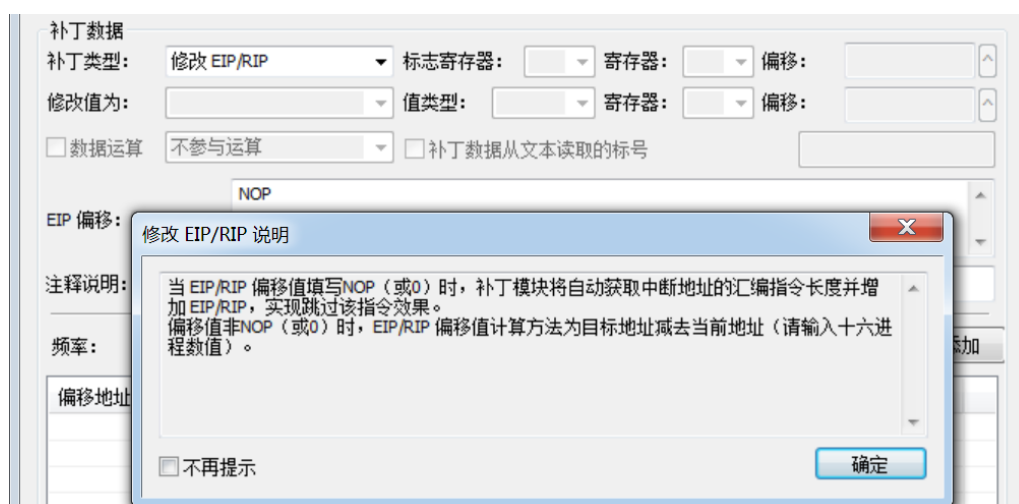 补丁数据
补丁类型: 修改 EIP/RIP 标志寄存器: 寄存器: 偏移:
修改值为: 值类型: 寄存器: 偏移:
数据运算 不参与运算 补丁数据从文本读取的标号
NOP
EIP 偏移:
修改 EIP/RIP 说明
注释说明:
当 EIP/RIP 偏移值填写NOP（或0）时，补丁模块将自动获取中断地址的汇编指令长度并增
加 EIP/RIP，实现跳过该指令效果。
偏移值非NOP（或0）时，EIP/RIP 偏移值计算方法为目标地址减去当前地址（请输入十六进
程数值）。
频率: 添加
偏移地址
不再提示 确定